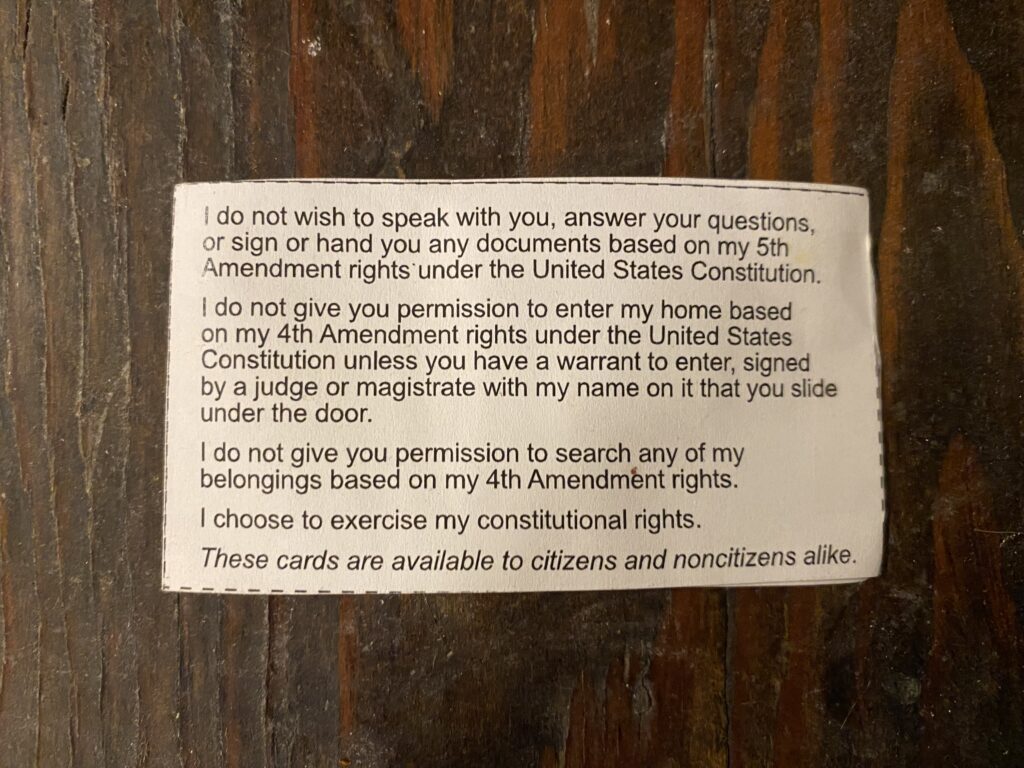 I do not wish to speak with you, answer your questions,
or sign or hand you any documents based on my 5th
Amendment rights under the United States Constitution.
I do not give you permission to enter my home based
on my 4th Amendment rights under the United States
Constitution unless you have a warrant to enter, signed
by a judge or magistrate with my name on it that you slide
under the door.
I do not give you permission to search any of my
belongings based on my 4th Amendment rights.
I choose to exercise my constitutional rights.
These cards are available to citizens and noncitizens alike.